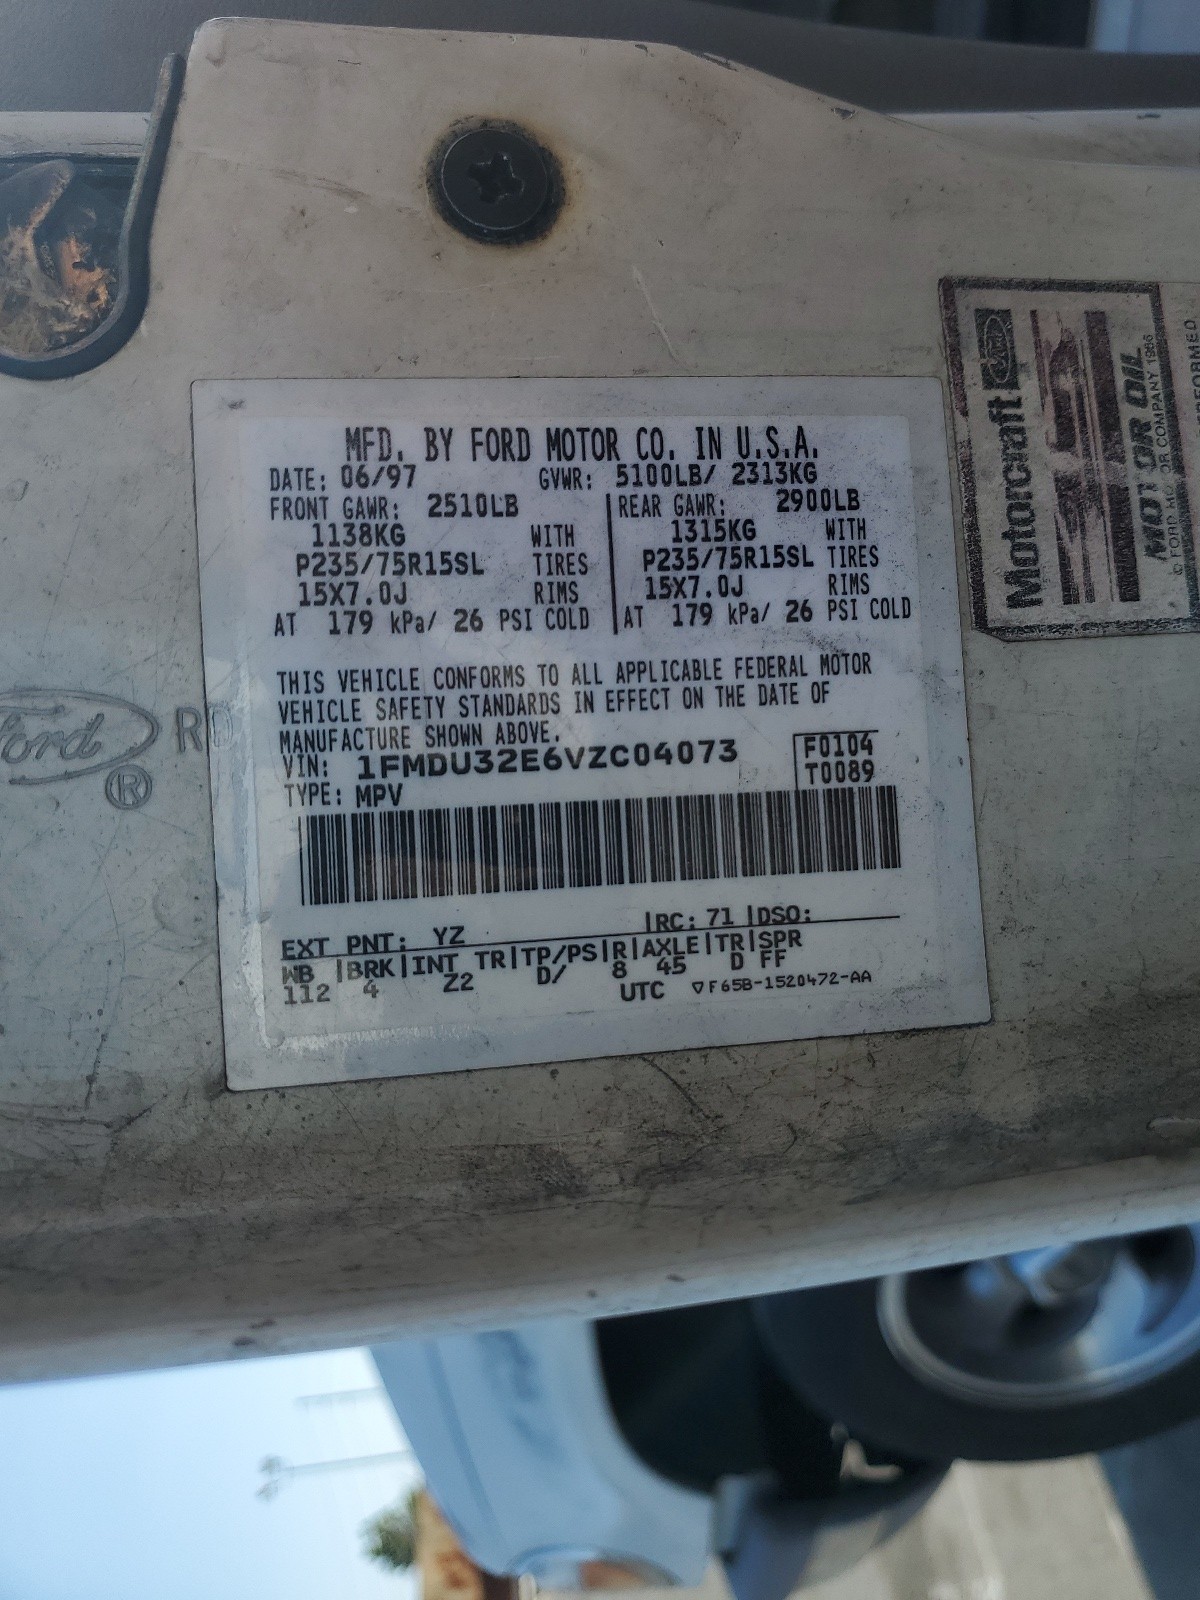 MFD. BY FORD MOTOR CO. IN U.S.A.
DATE: 06/97 GVWR: 5100LB/ 2313KG
FRONT GAWR: 2510LB REAR GAWR: 2900LB
1138KG WITH 1315KG WITH
P235/75R15SL TIRES P235/75R15SL TIRES
15X7.0J RIMS 15X7.0J RIMS
AT 179 kPa/ 26 PSI COLD AT 179 kPa/ 26 PSI COLD
THIS VEHICLE CONFORMS TO ALL APPLICABLE FEDERAL MOTOR
VEHICLE SAFETY STANDARDS IN EFFECT ON THE DATE OF
MANUFACTURE SHOWN ABOVE.
VIN: 1FMDU32E6VZC04073 F0104
TYPE: MPV T0089
EXT PNT: YZ |RC: 71 |DSO:
WB |BRK|INT TR|TP/PS|R|AXLE|TR|SPR
112 4 Z2 D/ 8 45 D FF
UTC ▽F65B-1520472-AA
Ford ®
Motorcraft Ford
MOTOR OIL
© FORD COMPANY 1986